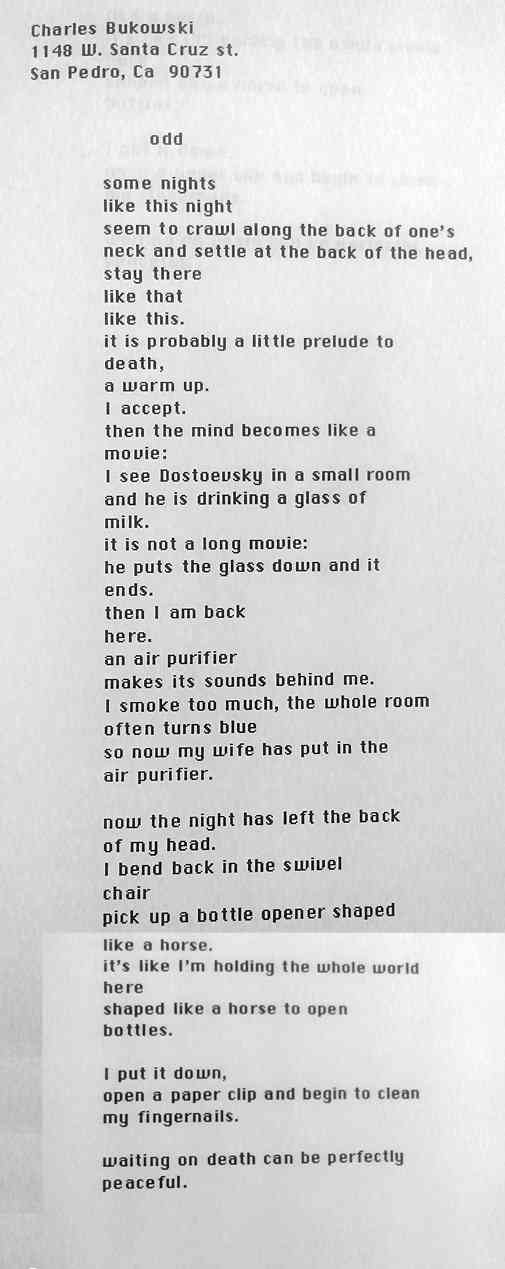 Charles Bukowski
1148 W. Santa Cruz st.
San Pedro, Ca  90731
odd
some nights
like this night
seem to crawl along the back of one's
neck and settle at the back of the head,
stay there
like that
like this.
it is probably a little prelude to
death,
a warm up.
I accept.
then the mind becomes like a
movie:
I see Dostoevsky in a small room
and he is drinking a glass of
milk.
it is not a long movie:
he puts the glass down and it
ends.
then I am back
here.
an air purifier
makes its sounds behind me.
I smoke too much, the whole room
often turns blue
so now my wife has put in the
air purifier.
now the night has left the back
of my head.
I bend back in the swivel
chair
pick up a bottle opener shaped
like a horse.
it's like I'm holding the whole world
here
shaped like a horse to open
bottles.
I put it down,
open a paper clip and begin to clean
my fingernails.
waiting on death can be perfectly
peaceful.